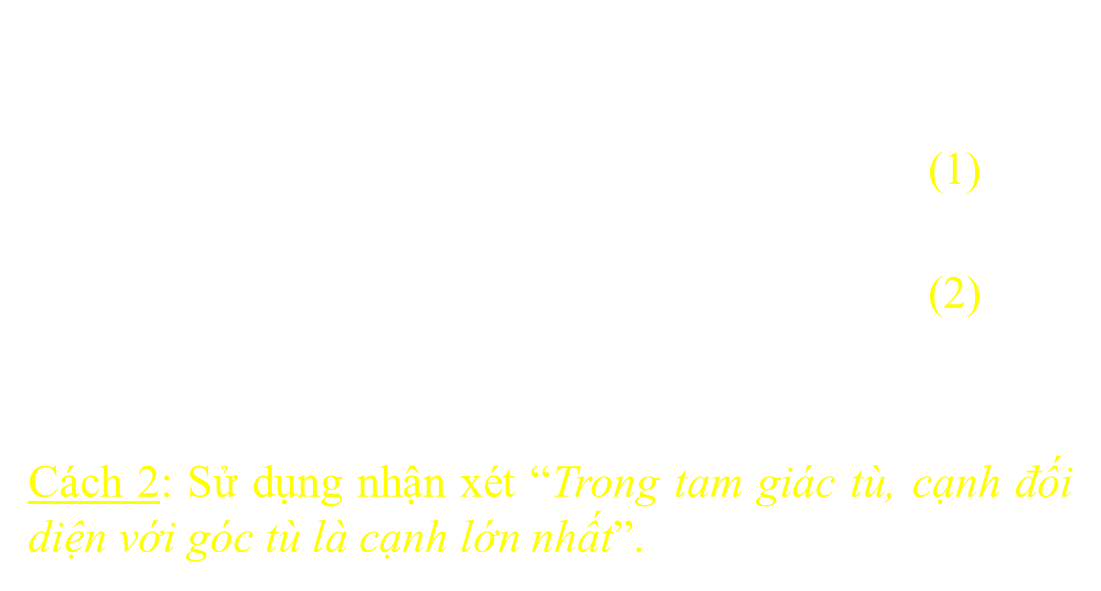 (1)
(2)
Cách 2: Sử dụng nhận xét “Trong tam giác tù, cạnh đối
diện với góc tù là cạnh lớn nhất”.